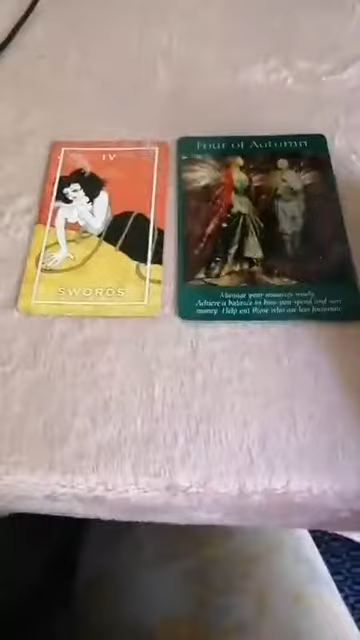 IV
SWORDS
Four of Autumn
Manage your resources wisely.
Achieve a balance in how you spend and save
money. Help out those who are less fortunate.